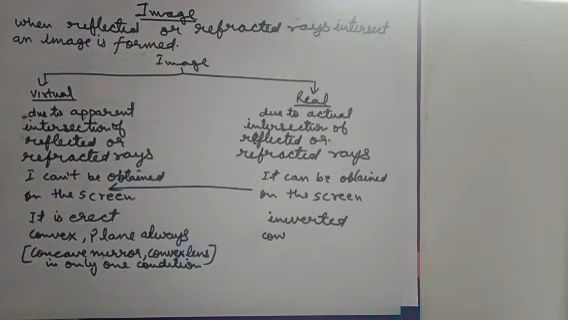 Image
when reflected or refracted rays intersect
an image is formed.
Image
Virtual
due to apparent
intersection of
reflected or
refracted rays
I can't be obtained
on the screen
It is erect
convex, Plane always
[concave mirror, convex lens]
in only one condition
Real
due to actual
intersection of
reflected or.
refracted rays
It can be obtained
on the screen
inverted
con